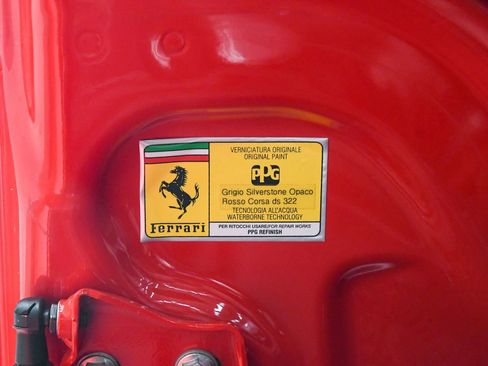 VERNICIATURA ORIGINALE
ORIGINAL PAINT
PPG
Grigio Silverstone Opaco
Rosso Corsa ds 322
TECNOLOGIA ALL'ACQUA
WATERBORNE TECHNOLOGY
PER RITOCCHI USARE/FOR REPAIR WORKS
PPG REFINISH
Ferrari